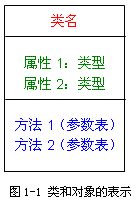 类名
属性 1：类型
属性 2：类型
方法 1（参数表）
方法 2（参数表）
图1-1 类和对象的表示